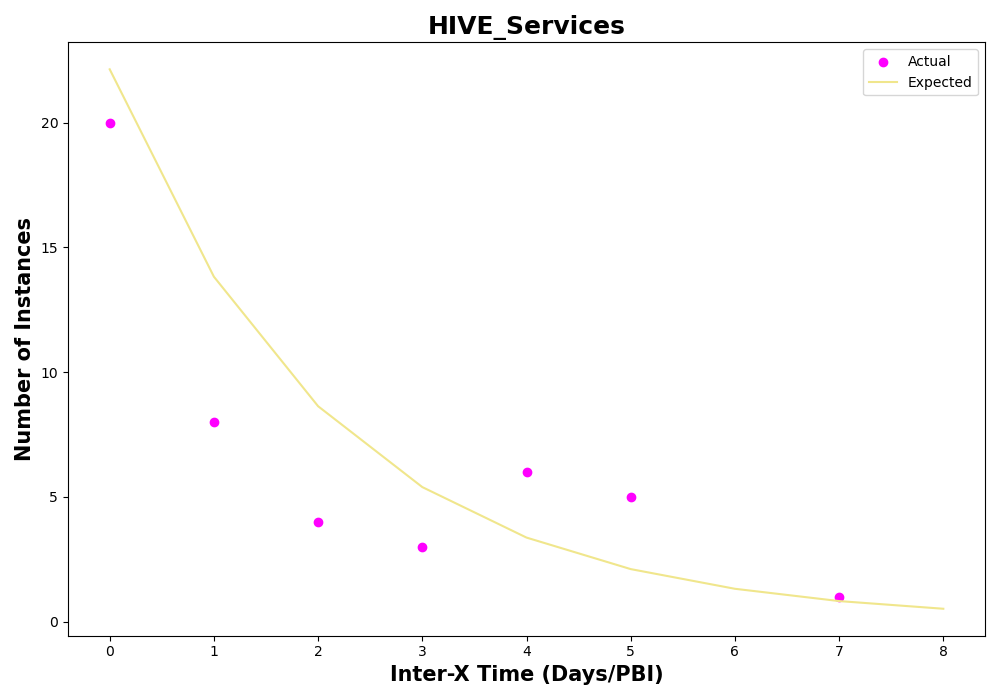 HIVE_Services
Actual
Expected
20
15
10
5
0
Number of Instances
0 1 2 3 4 5 6 7 8
Inter-X Time (Days/PBI)